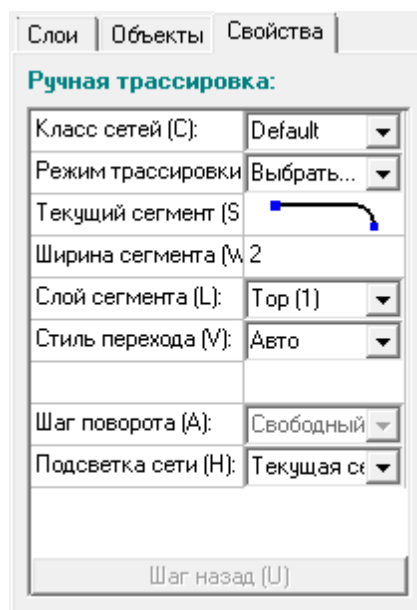 Слои Объекты Свойства
Ручная трассировка:
Класс сетей (C): Default
Режим трассировки Выбрать...
Текущий сегмент (S
Ширина сегмента (W 2
Слой сегмента (L): Top (1)
Стиль перехода (V): Авто
Шаг поворота (A): Свободный
Подсветка сети (H): Текущая се
Шаг назад (U)